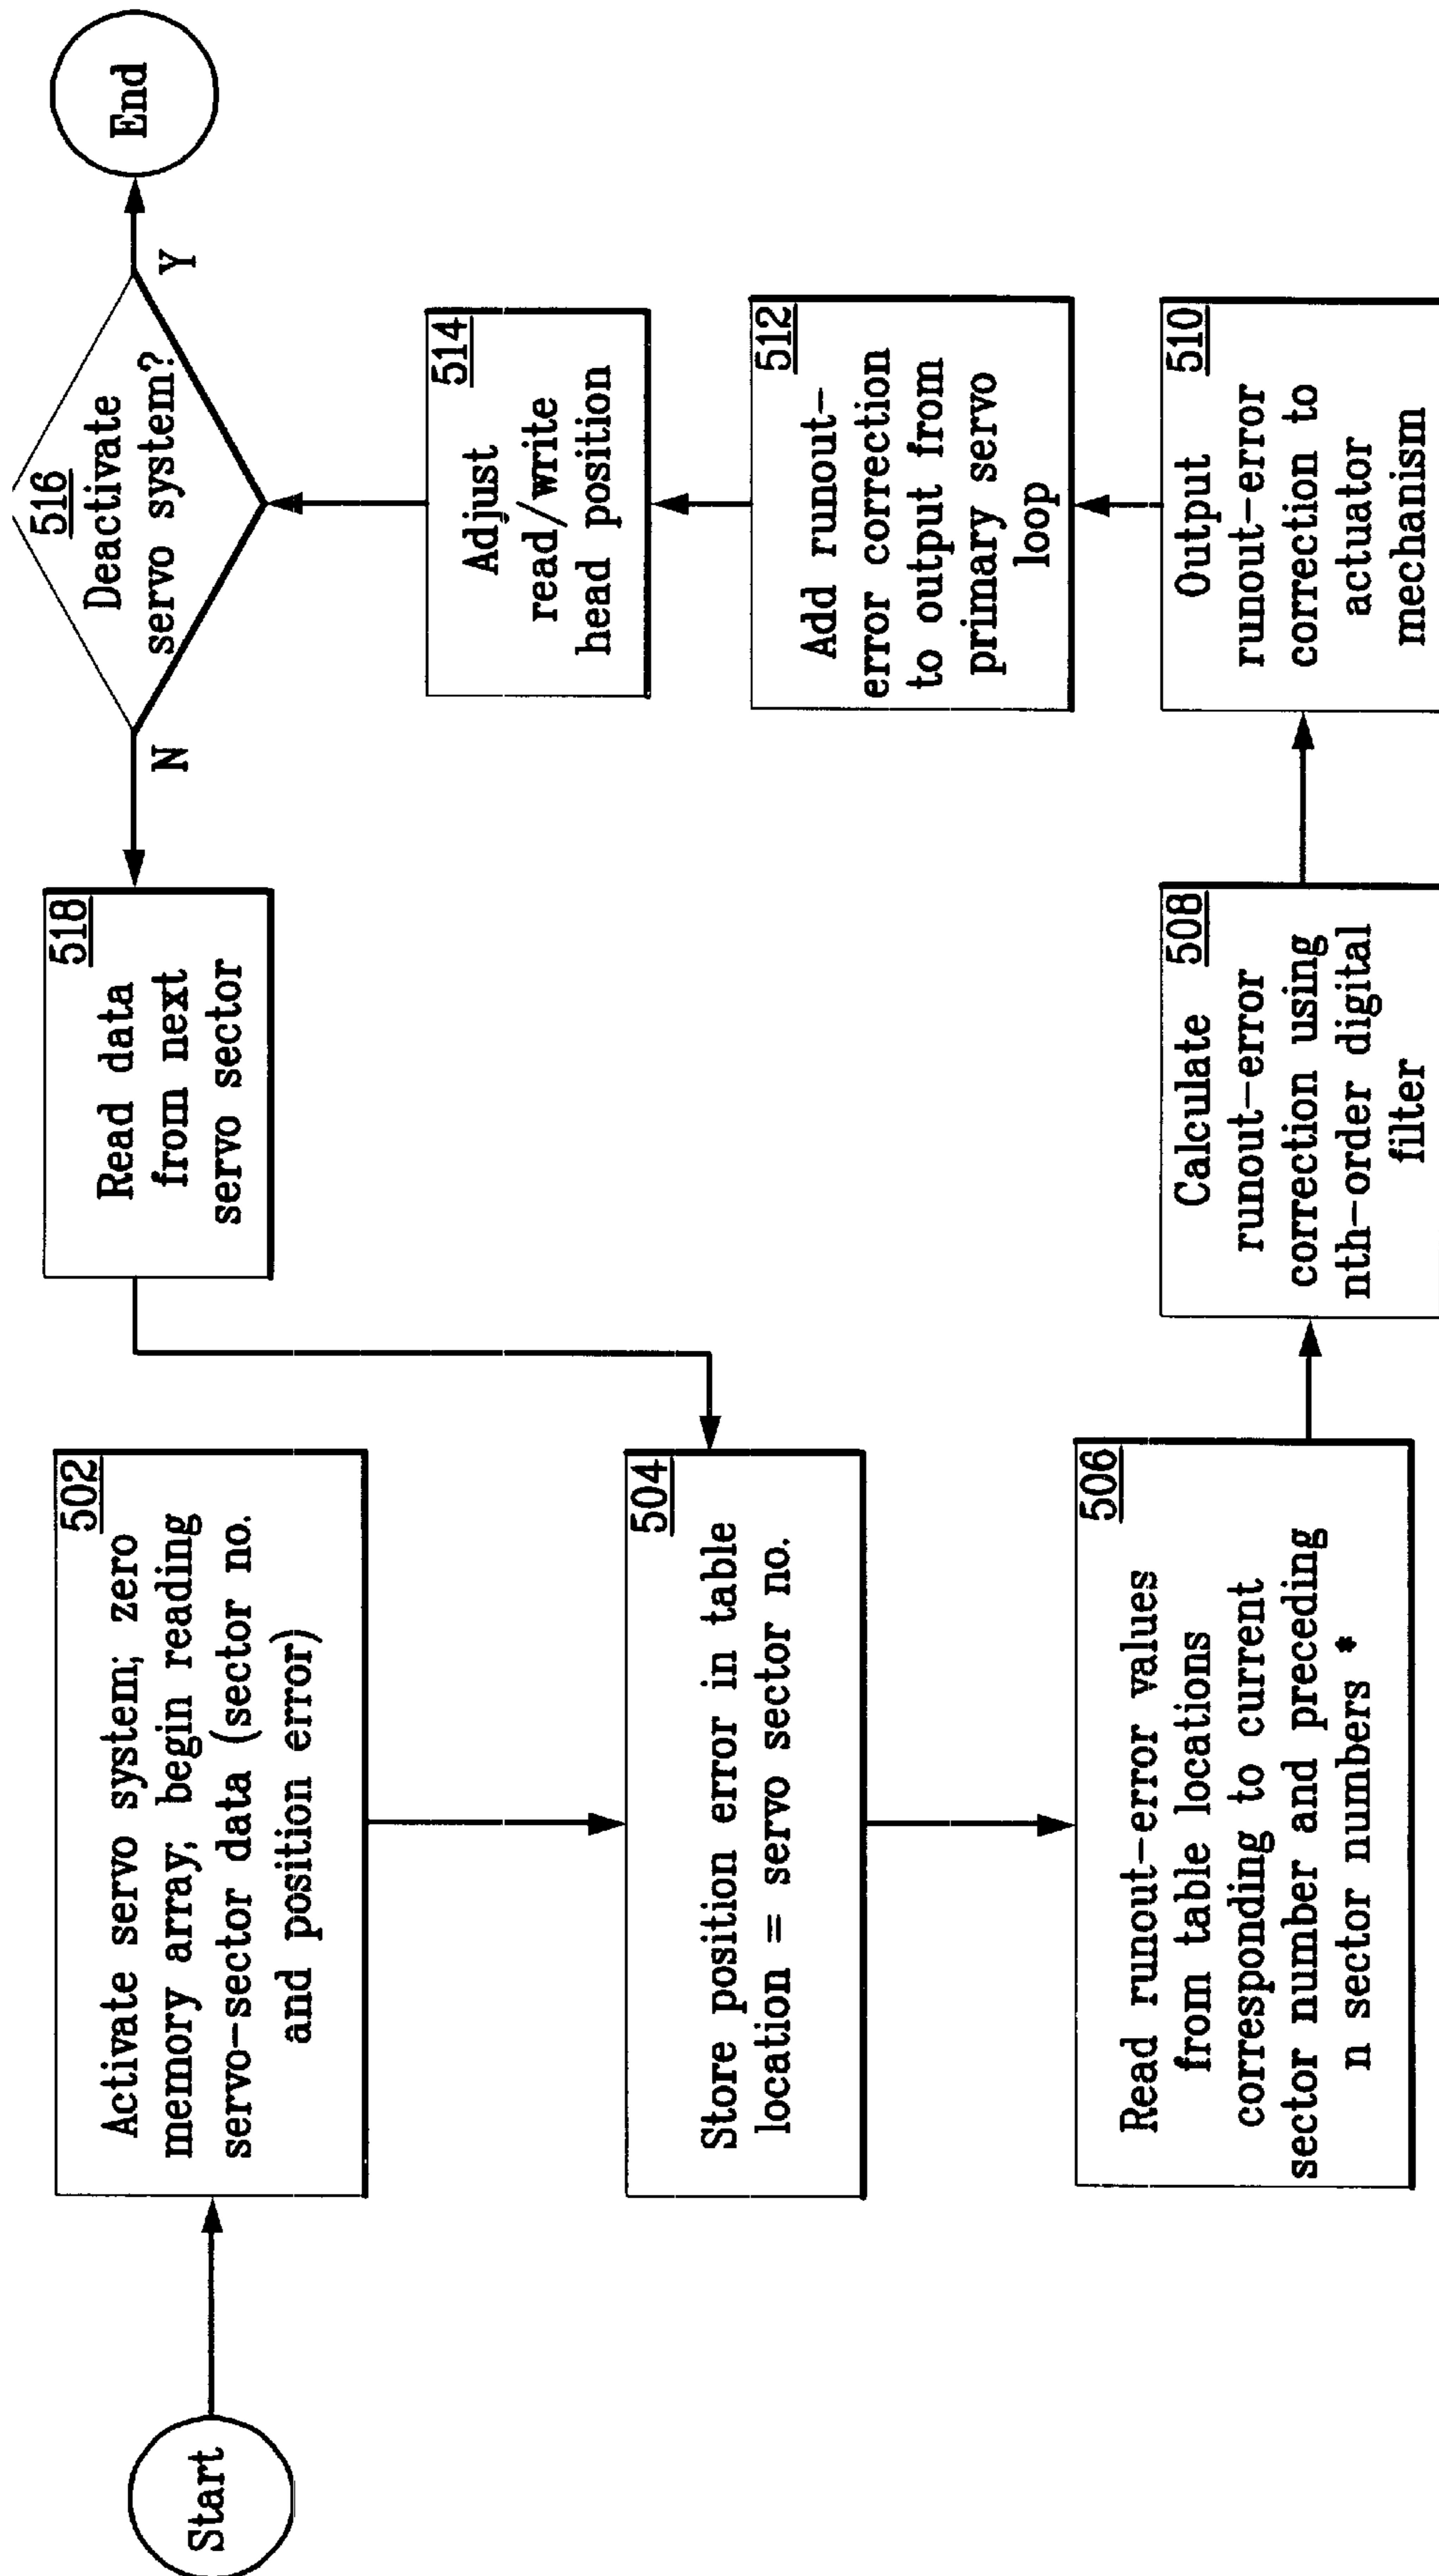 Start
502
Activate servo system; zero
memory array; begin reading
servo-sector data (sector no.
and position error)
504
Store position error in table
location = servo sector no.
506
Read runout-error values
from table locations
corresponding to current
sector number and preceding
n sector numbers *
508
Calculate
runout-error
correction using
nth-order digital
filter
510
Output
runout-error
correction to
actuator
mechanism
512
Add runout-
error correction
to output from
primary servo
loop
514
Adjust
read/write
head position
516
Deactivate
servo system?
Y
End
N
518
Read data
from next
servo sector